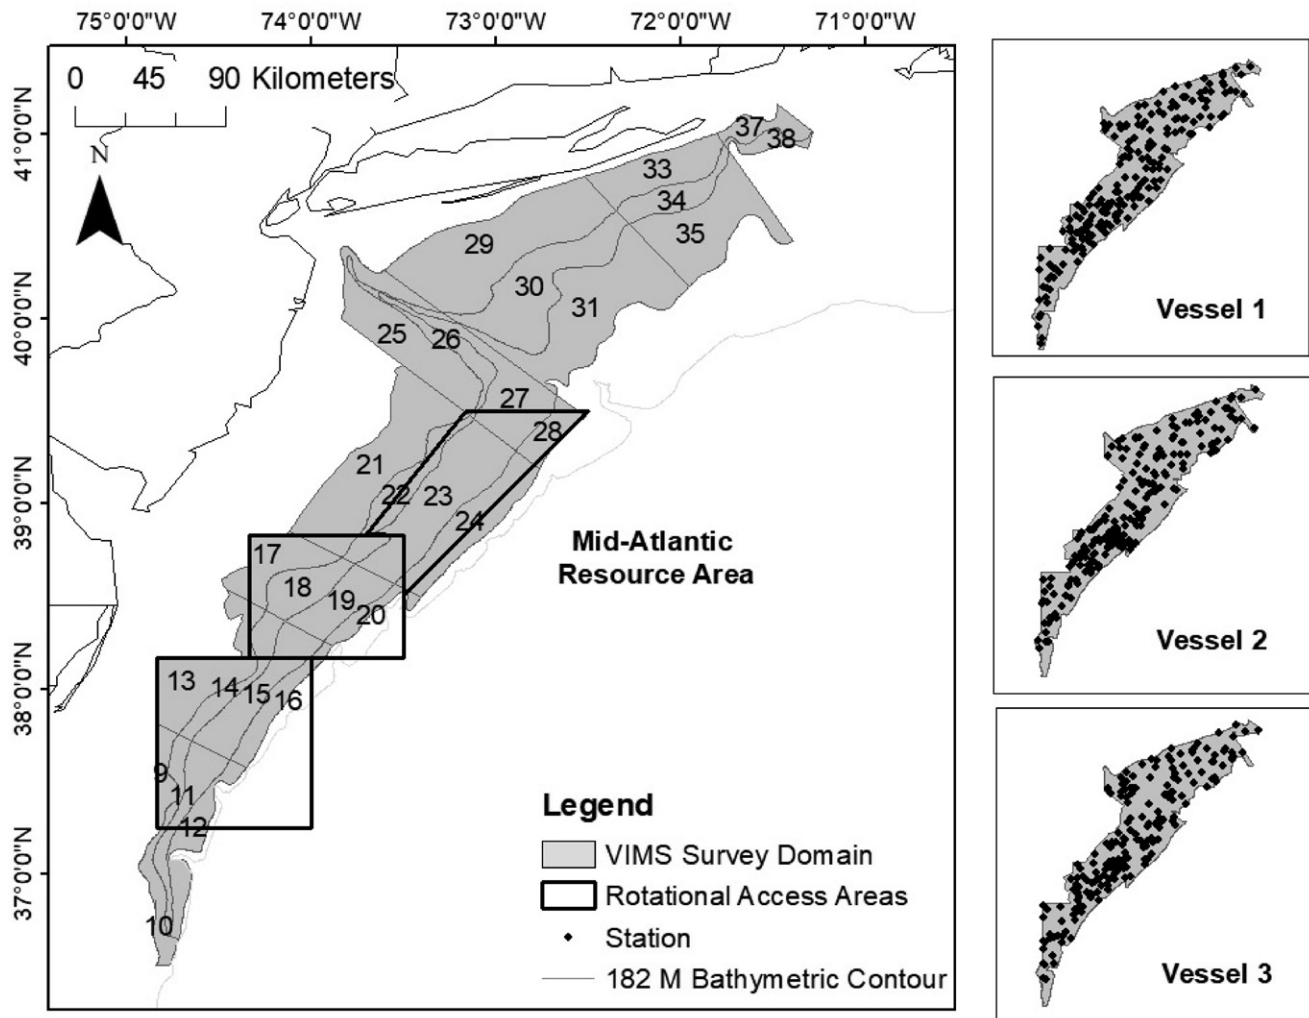 75°0'0"W
74°0'0"W
73°0'0"W
72°0'0"W
71°0'0"W
0 45 90 Kilometers
N
41°0'0"N
40°0'0"N
39°0'0"N
38°0'0"N
37°0'0"N
37
38
33
34
35
29
30
31
25
26
27
28
21
22
23
24
17
18
19
20
13
14
15
16
9
11
12
10
Mid-Atlantic
Resource Area
Legend
VIMS Survey Domain
Rotational Access Areas
Station
182 M Bathymetric Contour
Vessel 1
Vessel 2
Vessel 3